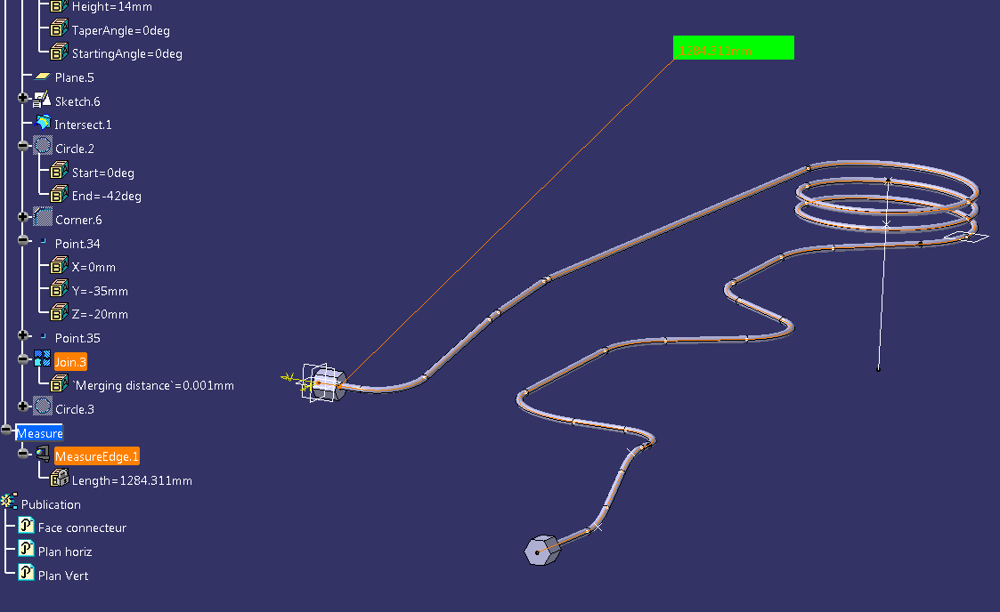 Height=14mm
TaperAngle=0deg
StartingAngle=0deg
Plane.5
Sketch.6
Intersect.1
Circle.2
Start=0deg
End=-42deg
Corner.6
Point.34
X=0mm
Y=-35mm
Z=-20mm
Point.35
Join.3
`Merging distance`=0.001mm
Circle.3
Measure
MeasureEdge.1
Length=1284.311mm
Publication
Face connecteur
Plan horiz
Plan Vert
1284.311mm